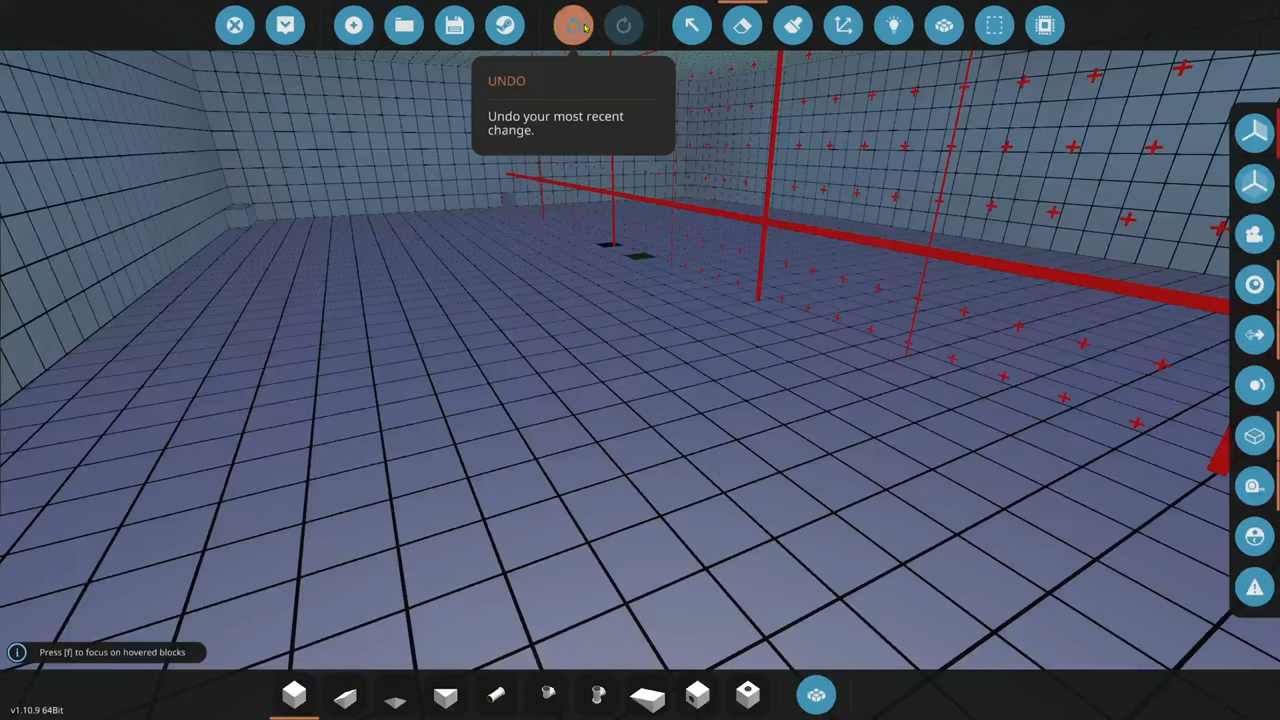 UNDO
Undo your most recent
change.
Press [f] to focus on hovered blocks
v1.10.9 64Bit